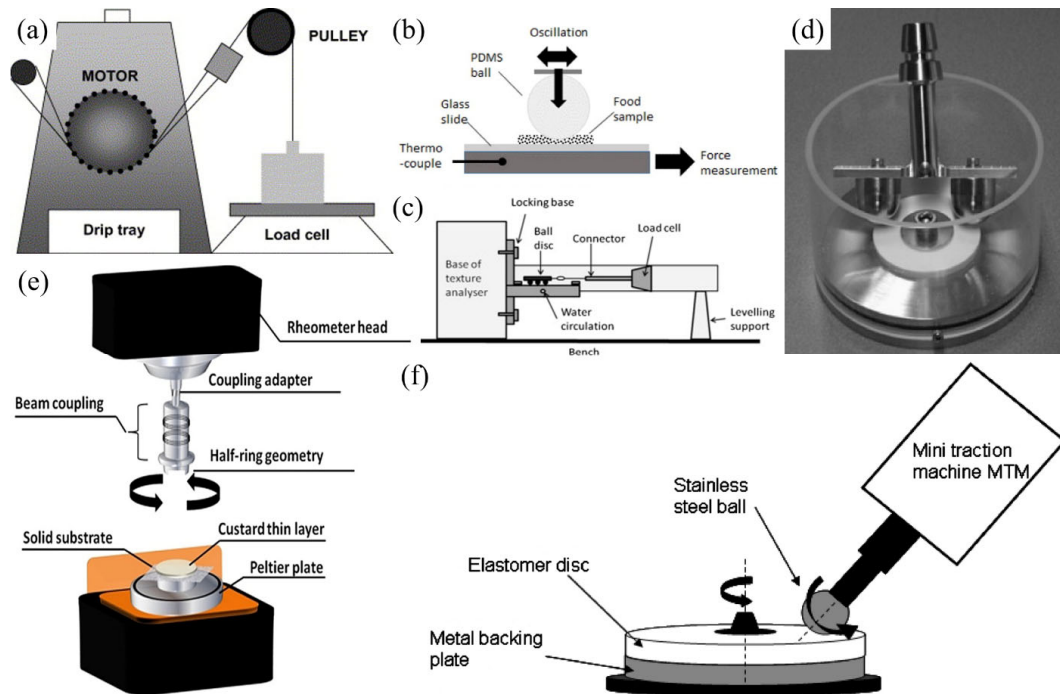 (a)
PULLEY
MOTOR
Drip tray
Load cell
(b)
Oscillation
PDMS
ball
Glass
slide
Food
sample
Thermo
-couple
Force
measurement
(c)
Locking base
Ball
disc
Connector
Load cell
Base of
texture
analyser
Water
circulation
Levelling
support
Bench
(d)
(e)
Rheometer head
Coupling adapter
Beam coupling
Half-ring geometry
Solid substrate
Custard thin layer
Peltier plate
(f)
Mini traction
machine MTM
Stainless
steel ball
Elastomer disc
Metal backing
plate